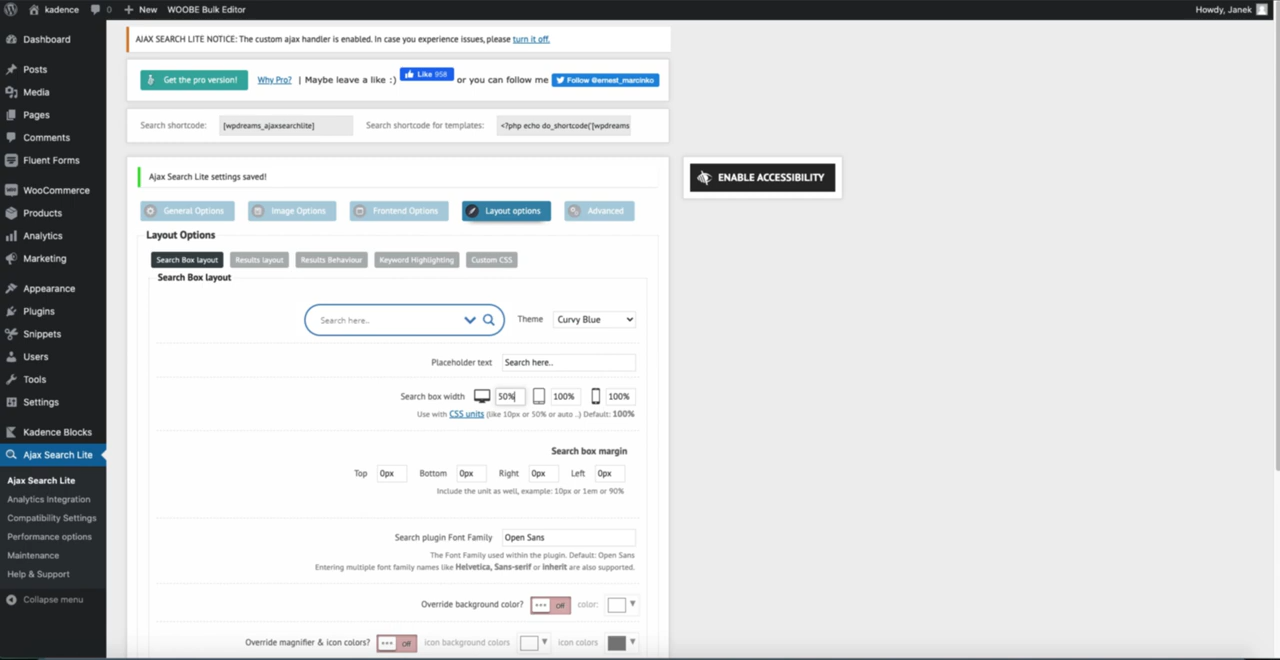 kadence 0 New WOOBE Bulk Editor Howdy, Janek
Dashboard
Posts
Media
Pages
Comments
Fluent Forms
WooCommerce
Products
Analytics
Marketing
Appearance
Plugins
Snippets
Users
Tools
Settings
Kadence Blocks
Ajax Search Lite
Ajax Search Lite
Analytics Integration
Compatibility Settings
Performance options
Maintenance
Help & Support
Collapse menu
AJAX SEARCH LITE NOTICE: The custom ajax handler is enabled. In case you experience issues, please turn it off.
Get the pro version! Why Pro? | Maybe leave a like :) Like 958 or you can follow me Follow @ernest_marcinko
Search shortcode: [wpdreams_ajaxsearchlite] Search shortcode for templates: <?php echo do_shortcode('[wpdreams
Ajax Search Lite settings saved!
ENABLE ACCESSIBILITY
General Options Image Options Frontend Options Layout options Advanced
Layout Options
Search Box layout Results layout Results Behaviour Keyword Highlighting Custom CSS
Search Box layout
Search here.. Theme Curvy Blue
Placeholder text Search here..
Search box width 50% 100% 100%
Use with CSS units (like 10px or 50% or auto ..) Default: 100%
Search box margin
Top 0px Bottom 0px Right 0px Left 0px
Include the unit as well, example: 10px or 1em or 90%
Search plugin Font Family Open Sans
The Font Family used within the plugin. Default: Open Sans
Entering multiple font family names like Helvetica, Sans-serif or inherit are also supported.
Override background color? Off color:
Override magnifier & icon colors? Off icon background colors icon colors